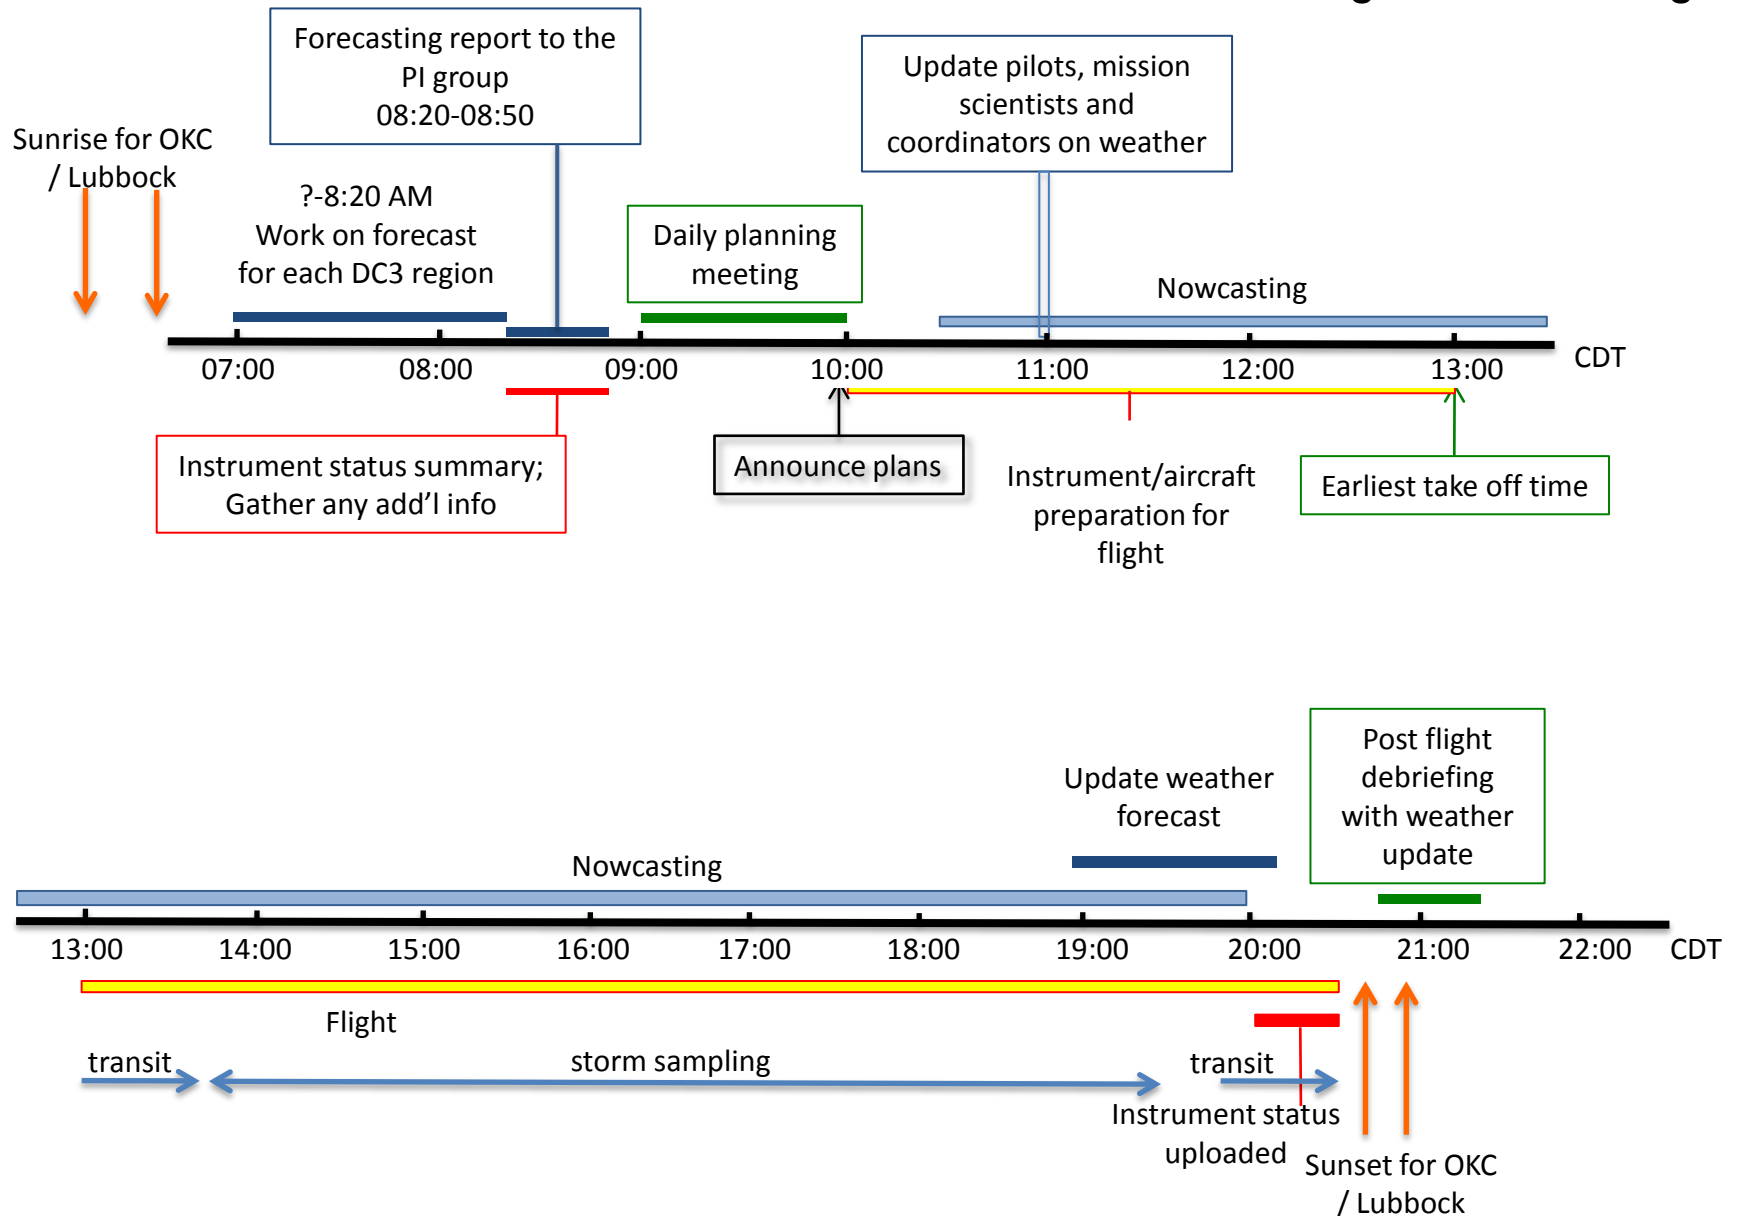 Forecasting report to the
PI group
08:20-08:50
Update pilots, mission
scientists and
coordinators on weather
Sunrise for OKC
/ Lubbock
?-8:20 AM
Work on forecast
for each DC3 region
Daily planning
meeting
Nowcasting
07:00
08:00
09:00
10:00
11:00
12:00
13:00
CDT
Instrument status summary;
Gather any add’l info
Announce plans
Instrument/aircraft
preparation for
flight
Earliest take off time
Post flight
debriefing
with weather
update
Update weather
forecast
Nowcasting
13:00
14:00
15:00
16:00
17:00
18:00
19:00
20:00
21:00
22:00
CDT
Flight
transit
storm sampling
transit
Instrument status
uploaded
Sunset for OKC
/ Lubbock